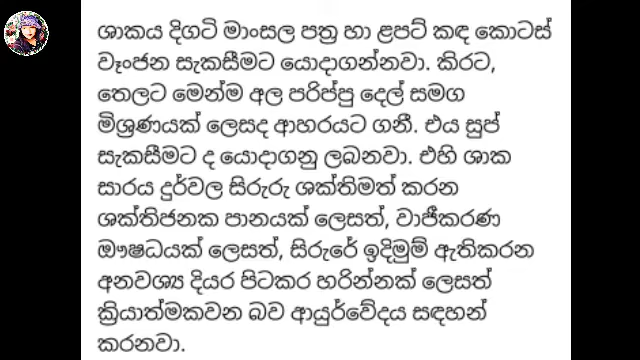 ශාකය දිගටි මාංසල පත්‍ර හා ළපටි කඳ කොටස්
වෑංජන සැකසීමට යොදාගන්නවා. කිරට,
තෙලට මෙන්ම අල පරිප්පු දෙල් සමග
මිශ්‍රණයක් ලෙසද ආහරයට ගනී. එය සුප්
සැකසීමට ද යොදාගනු ලබනවා. එහි ශාක
සාරය දුර්වල සිරුරු ශක්තිමත් කරන
ශක්තිජනක පානයක් ලෙසත්, වාජීකරණ
ඖෂධයක් ලෙසත්, සිරුරේ ඉදිමුම් ඇතිකරන
අනවශ්‍ය දියර පිටකර හරින්නක් ලෙසත්
ක්‍රියාත්මකවන බව ආයුර්වේදය සඳහන්
කරනවා.